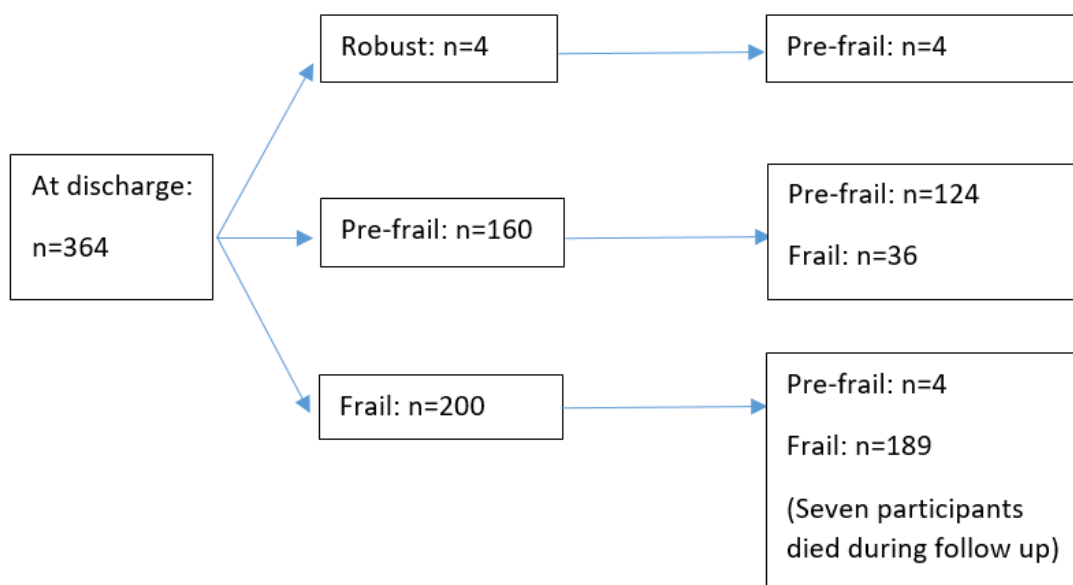 At discharge:
n=364
Robust: n=4
Pre-frail: n=160
Frail: n=200
Pre-frail: n=4
Pre-frail: n=124
Frail: n=36
Pre-frail: n=4
Frail: n=189
(Seven participants
died during follow up)